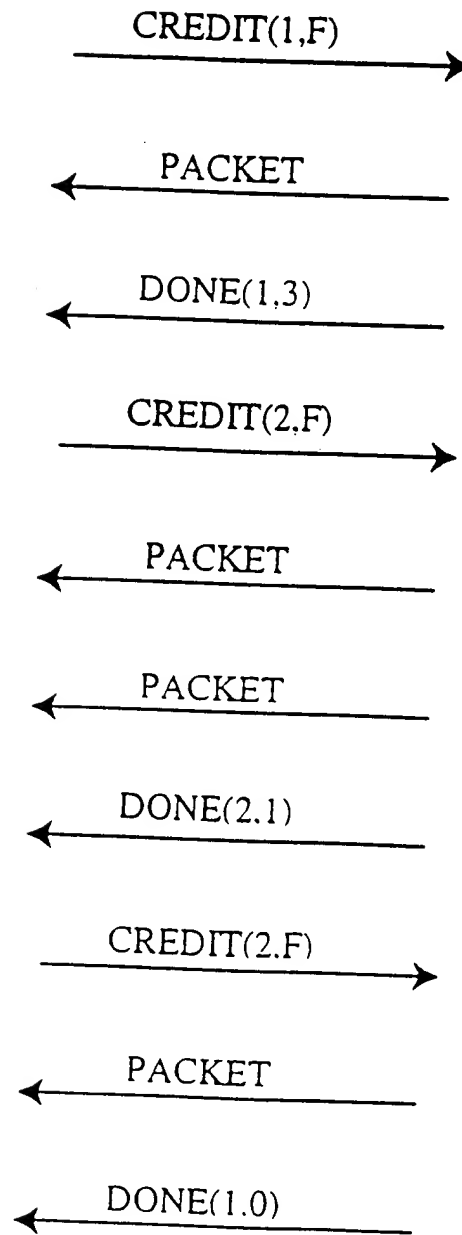 CREDIT(1,F)
PACKET
DONE(1,3)
CREDIT(2,F)
PACKET
PACKET
DONE(2,1)
CREDIT(2,F)
PACKET
DONE(1,0)